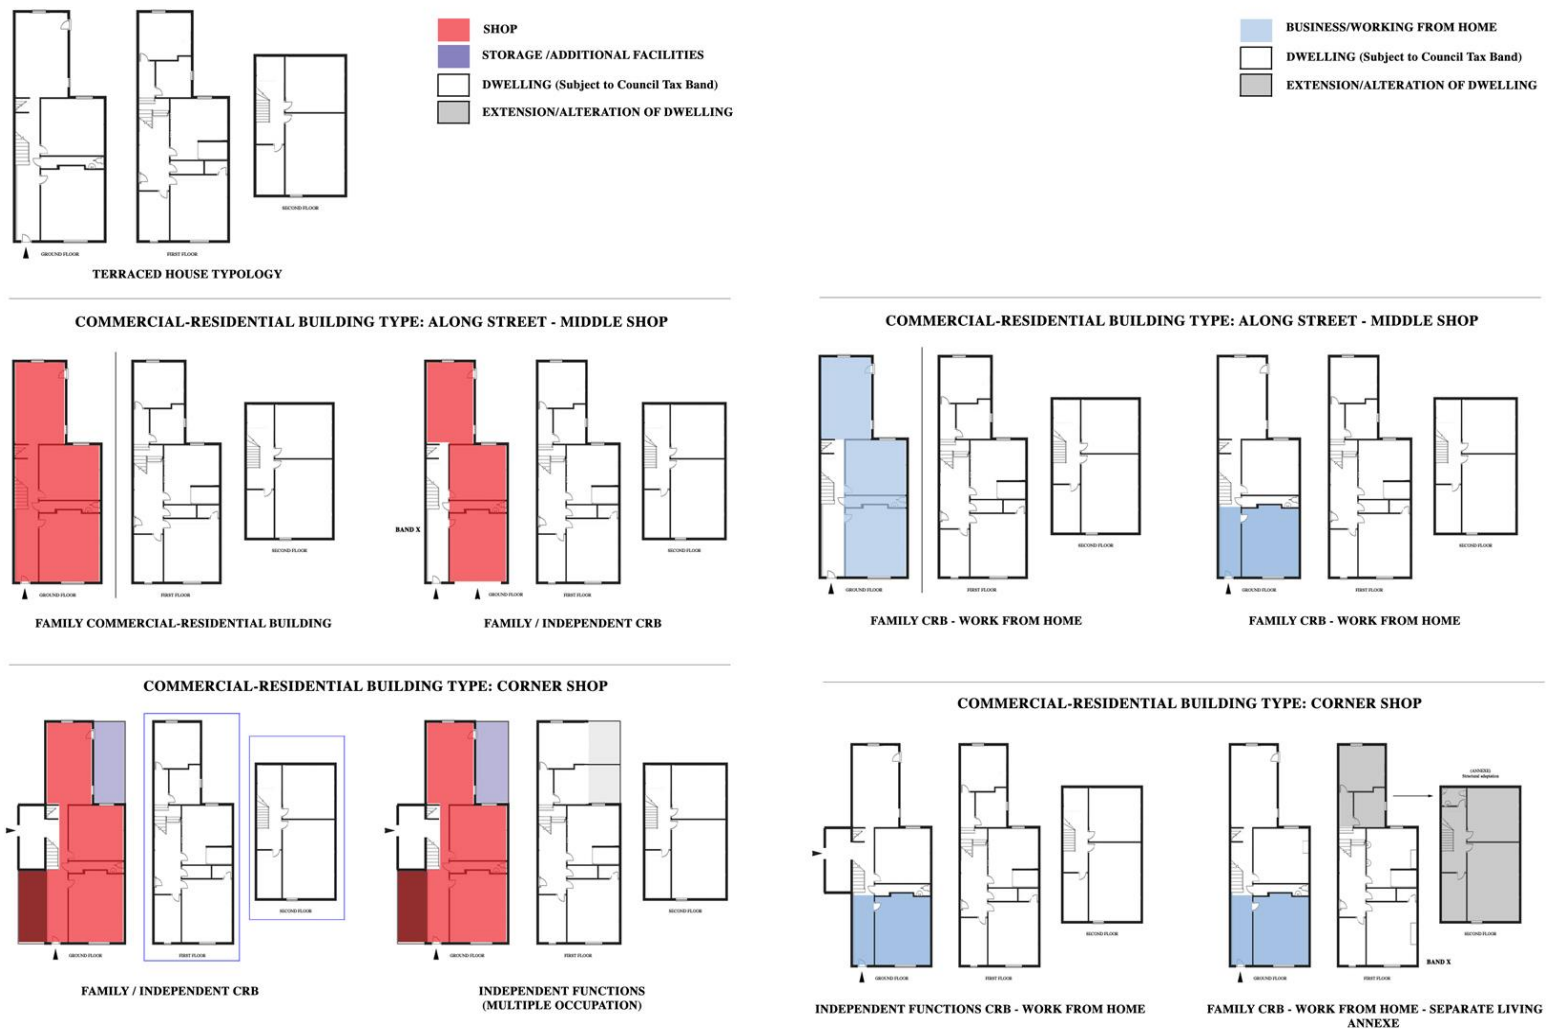 SHOP
STORAGE /ADDITIONAL FACILITIES
DWELLING (Subject to Council Tax Band)
EXTENSION/ALTERATION OF DWELLING
BUSINESS/WORKING FROM HOME
DWELLING (Subject to Council Tax Band)
EXTENSION/ALTERATION OF DWELLING
SECOND FLOOR
GROUND FLOOR
FIRST FLOOR
TERRACED HOUSE TYPOLOGY
COMMERCIAL-RESIDENTIAL BUILDING TYPE: ALONG STREET - MIDDLE SHOP
BAND X
SECOND FLOOR
SECOND FLOOR
GROUND FLOOR
FIRST FLOOR
GROUND FLOOR
FIRST FLOOR
FAMILY COMMERCIAL-RESIDENTIAL BUILDING
FAMILY / INDEPENDENT CRB
COMMERCIAL-RESIDENTIAL BUILDING TYPE: ALONG STREET - MIDDLE SHOP
SECOND FLOOR
SECOND FLOOR
GROUND FLOOR
FIRST FLOOR
GROUND FLOOR
FIRST FLOOR
FAMILY CRB - WORK FROM HOME
FAMILY CRB - WORK FROM HOME
COMMERCIAL-RESIDENTIAL BUILDING TYPE: CORNER SHOP
SECOND FLOOR
SECOND FLOOR
GROUND FLOOR
FIRST FLOOR
GROUND FLOOR
FIRST FLOOR
FAMILY / INDEPENDENT CRB
INDEPENDENT FUNCTIONS
(MULTIPLE OCCUPATION)
COMMERCIAL-RESIDENTIAL BUILDING TYPE: CORNER SHOP
(ANNEXE)
Structural adaptation
SECOND FLOOR
SECOND FLOOR
BAND X
GROUND FLOOR
FIRST FLOOR
GROUND FLOOR
FIRST FLOOR
INDEPENDENT FUNCTIONS CRB - WORK FROM HOME
FAMILY CRB - WORK FROM HOME - SEPARATE LIVING
ANNEXE